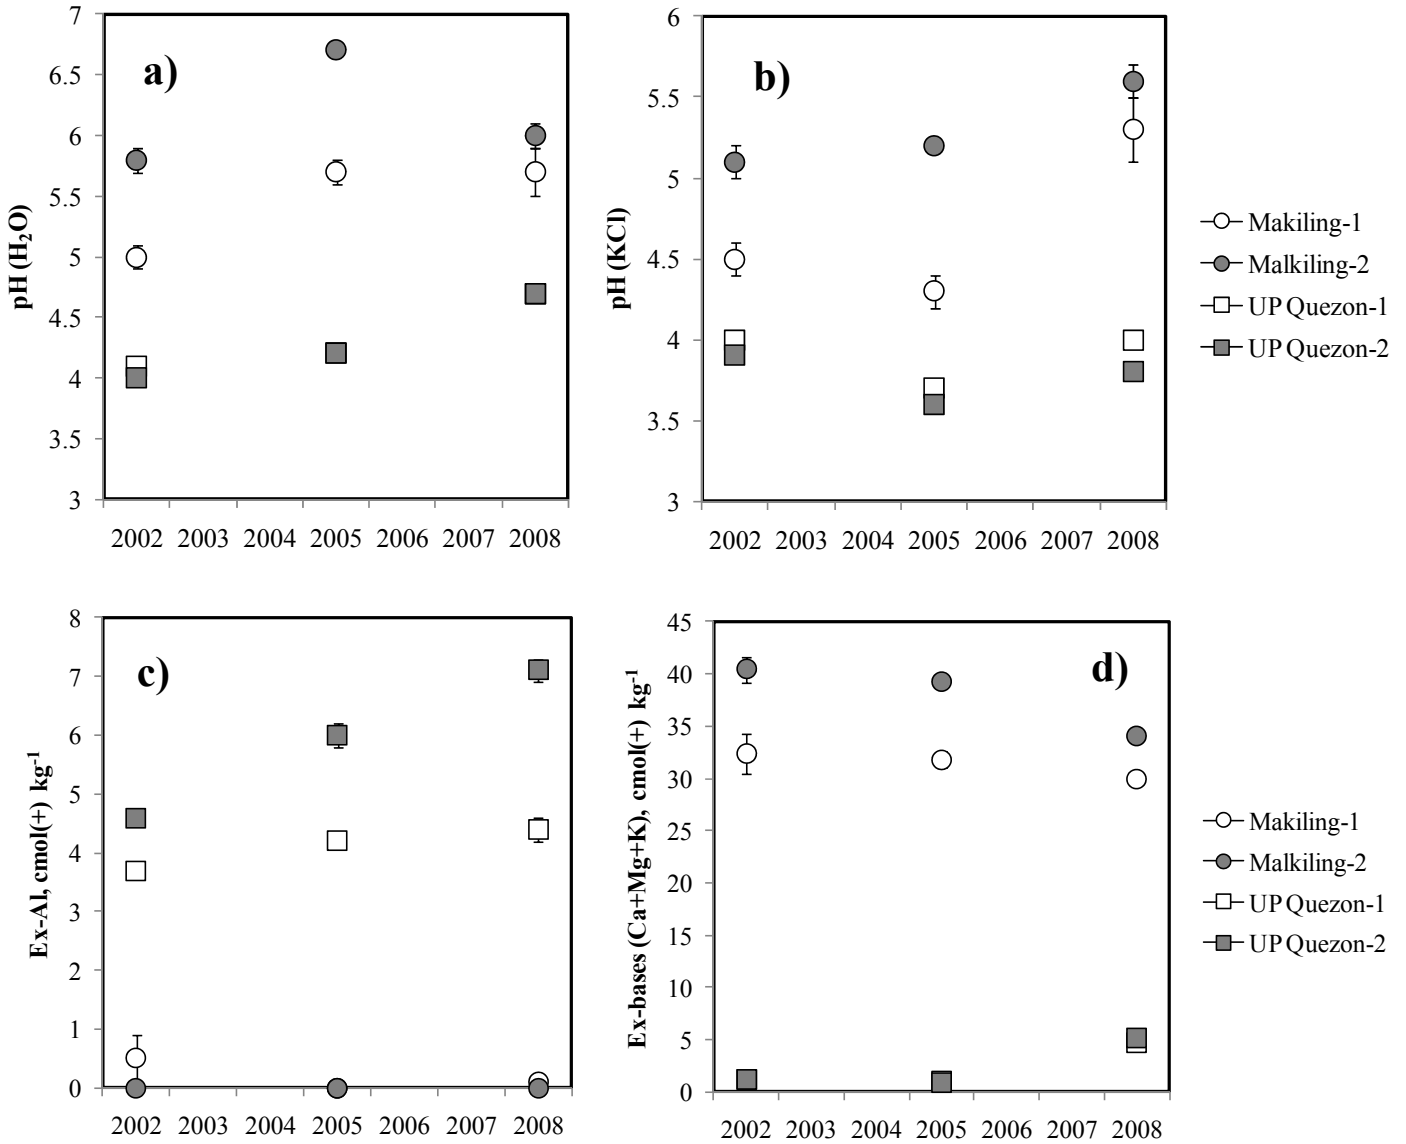 a)
pH (H₂O)
7
6.5
6
5.5
5
4.5
4
3.5
3
2002 2003 2004 2005 2006 2007 2008
b)
pH (KCl)
6
5.5
5
4.5
4
3.5
3
2002 2003 2004 2005 2006 2007 2008
Makiling-1
Malkiling-2
UP Quezon-1
UP Quezon-2
c)
Ex-Al, cmol(+) kg⁻¹
8
7
6
5
4
3
2
1
0
2002 2003 2004 2005 2006 2007 2008
d)
Ex-bases (Ca+Mg+K), cmol(+) kg⁻¹
45
40
35
30
25
20
15
10
5
0
2002 2003 2004 2005 2006 2007 2008
Makiling-1
Malkiling-2
UP Quezon-1
UP Quezon-2